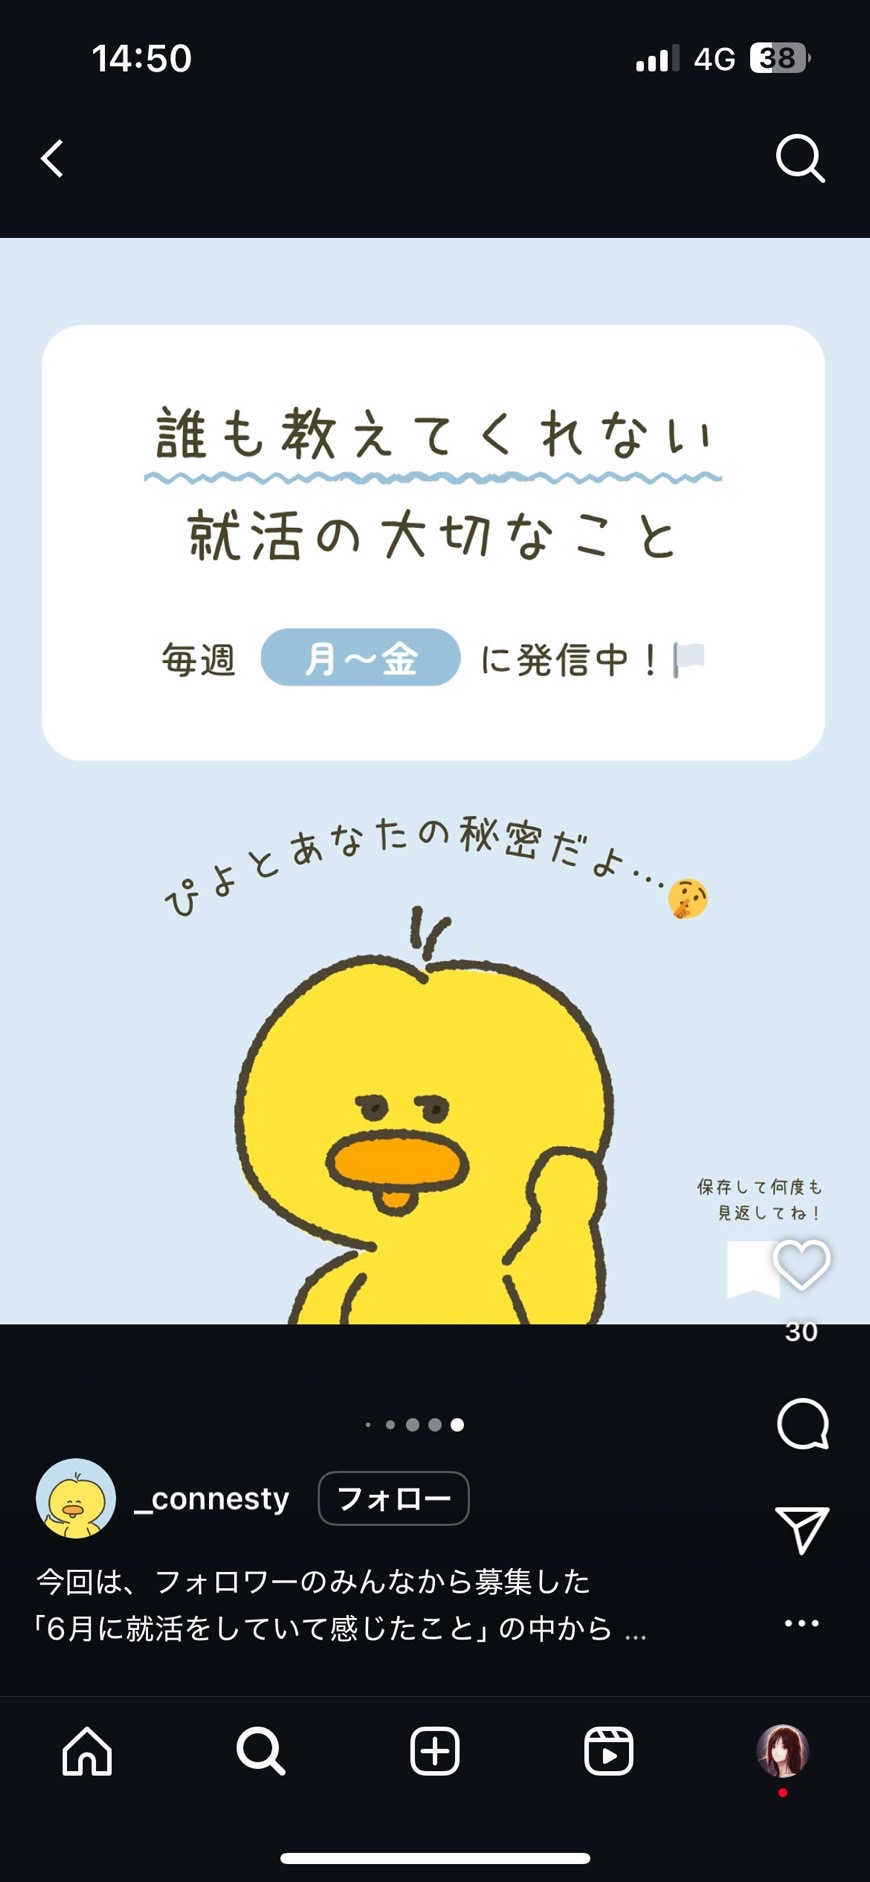 14:50
4G
38
誰も教えてくれない
就活の大切なこと
毎週 月〜金 に発信中！
ぴよとあなたの秘密だよ…
保存して何度も
見返してね！
30
_connesty フォロー
今回は、フォロワーのみんなから募集した
「6月に就活をしていて感じたこと」の中から ...